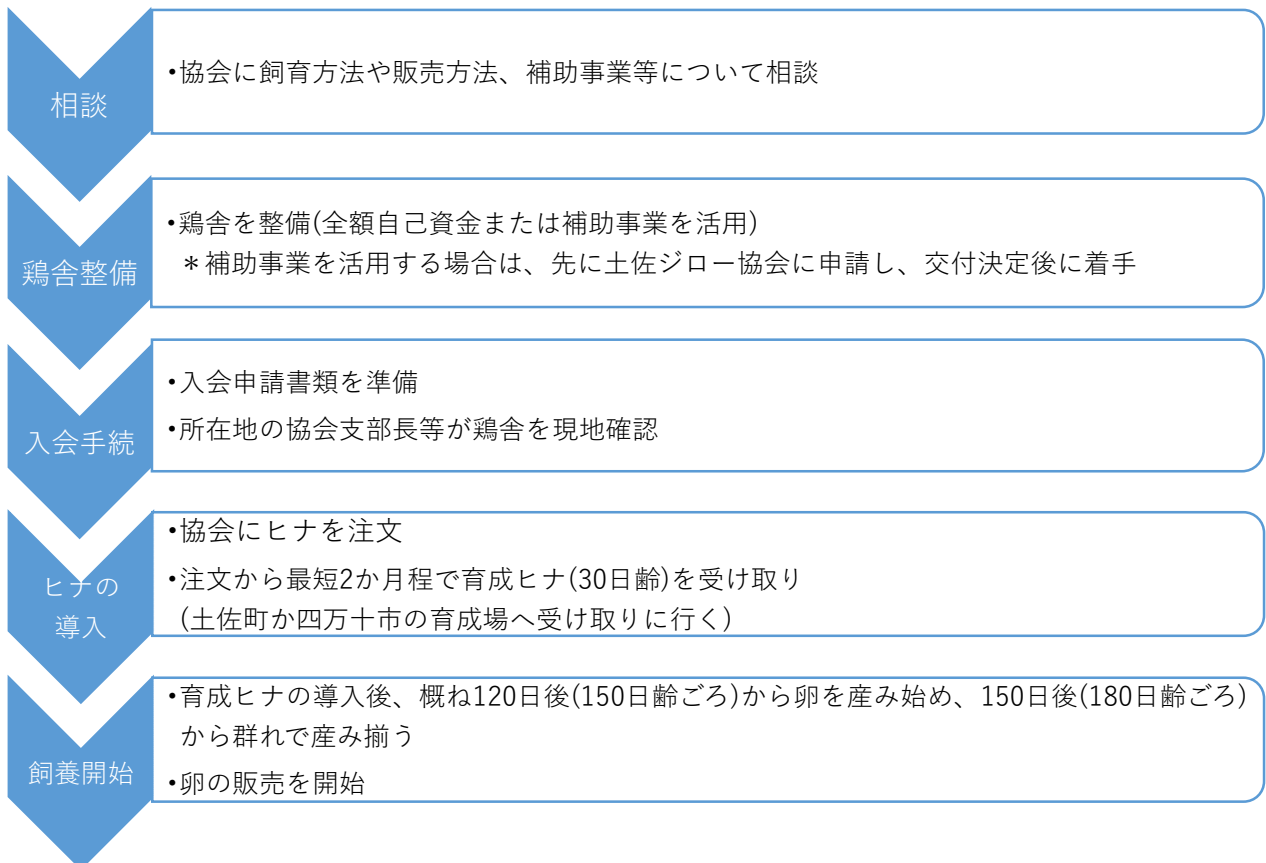 相談
•協会に飼育方法や販売方法、補助事業等について相談
鶏舎整備
•鶏舎を整備(全額自己資金または補助事業を活用)
＊補助事業を活用する場合は、先に土佐ジロー協会に申請し、交付決定後に着手
入会手続
•入会申請書類を準備
•所在地の協会支部長等が鶏舎を現地確認
ヒナの
導入
•協会にヒナを注文
•注文から最短2か月程で育成ヒナ(30日齢)を受け取り
(土佐町か四万十市の育成場へ受け取りに行く)
飼養開始
•育成ヒナの導入後、概ね120日後(150日齢ごろ)から卵を産み始め、150日後(180日齢ごろ)
から群れで産み揃う
•卵の販売を開始